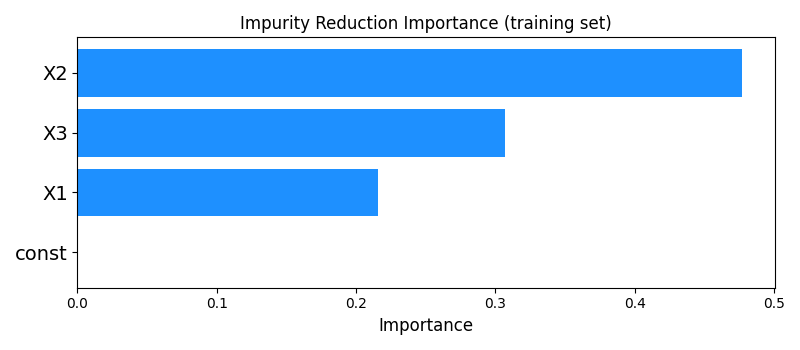 Impurity Reduction Importance (training set)
X2
X3
X1
const
0.0 0.1 0.2 0.3 0.4 0.5
Importance